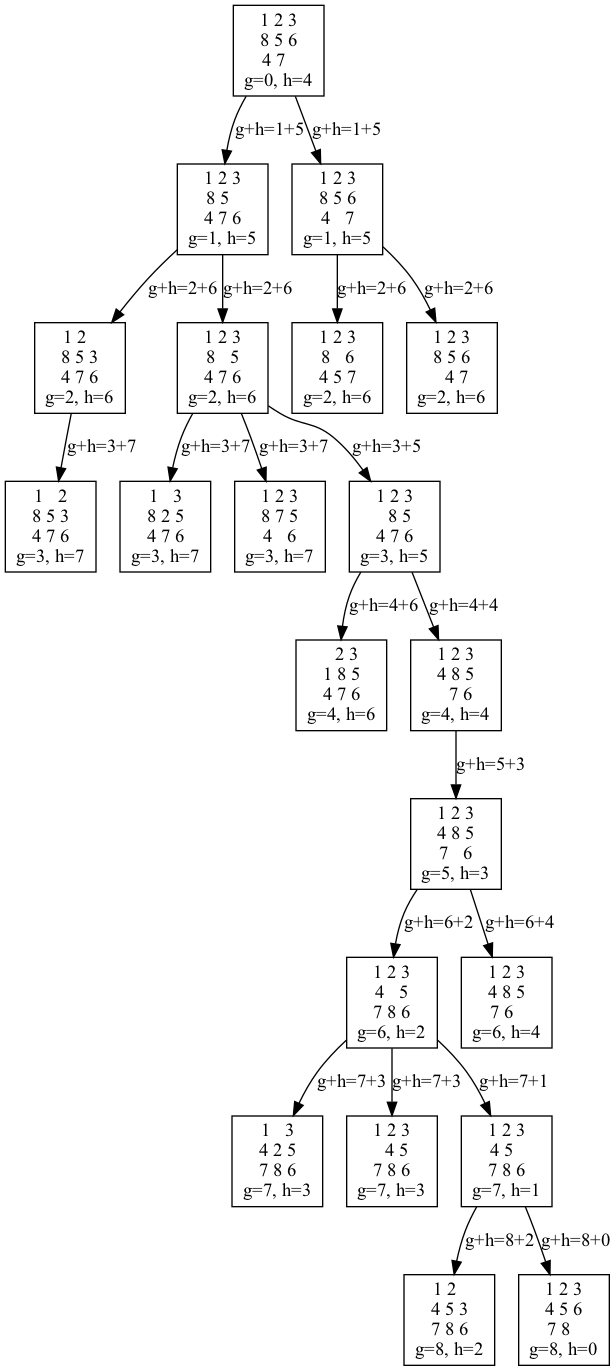 1 2 3
8 5 6
4 7
g=0, h=4
g+h=1+5
g+h=1+5
1 2 3
8 5
4 7 6
g=1, h=5
1 2 3
8 5 6
4 7
g=1, h=5
g+h=2+6
g+h=2+6
g+h=2+6
g+h=2+6
1 2
8 5 3
4 7 6
g=2, h=6
1 2 3
8 5
4 7 6
g=2, h=6
1 2 3
8 6
4 5 7
g=2, h=6
1 2 3
8 5 6
4 7
g=2, h=6
g+h=3+7
g+h=3+7
g+h=3+7
g+h=3+5
1 2
8 5 3
4 7 6
g=3, h=7
1 3
8 2 5
4 7 6
g=3, h=7
1 2 3
8 7 5
4 6
g=3, h=7
1 2 3
8 5
4 7 6
g=3, h=5
g+h=4+6
g+h=4+4
2 3
1 8 5
4 7 6
g=4, h=6
1 2 3
4 8 5
7 6
g=4, h=4
g+h=5+3
1 2 3
4 8 5
7 6
g=5, h=3
g+h=6+2
g+h=6+4
1 2 3
4 5
7 8 6
g=6, h=2
1 2 3
4 8 5
7 6
g=6, h=4
g+h=7+3
g+h=7+3
g+h=7+1
1 3
4 2 5
7 8 6
g=7, h=3
1 2 3
4 5
7 8 6
g=7, h=3
1 2 3
4 5
7 8 6
g=7, h=1
g+h=8+2
g+h=8+0
1 2
4 5 3
7 8 6
g=8, h=2
1 2 3
4 5 6
7 8
g=8, h=0